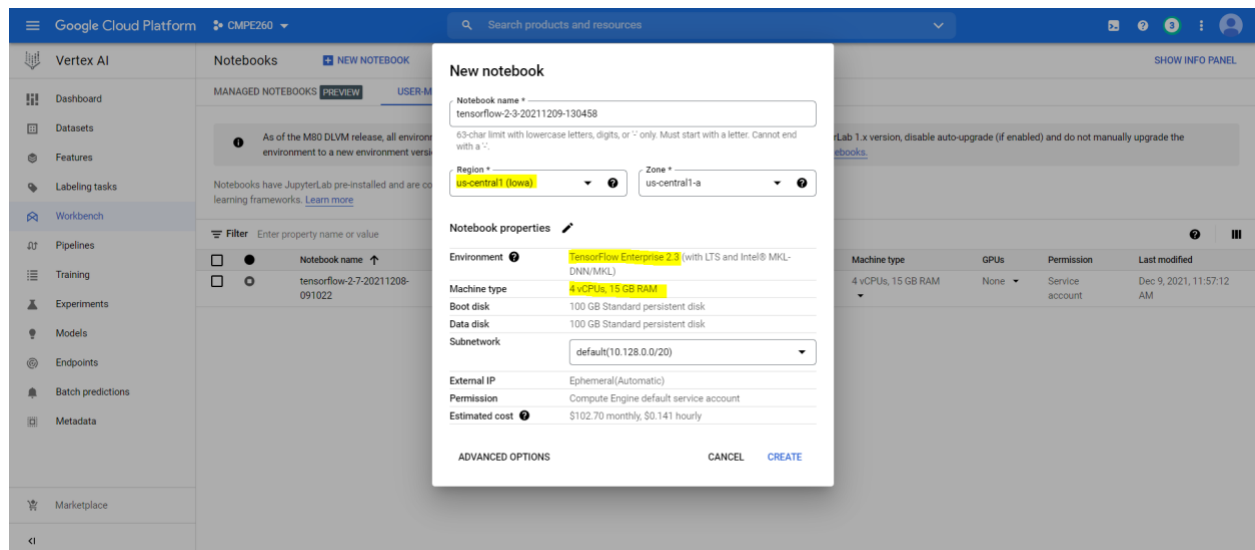 Google Cloud Platform
CMPE260
Search products and resources
3
Vertex AI
Notebooks
NEW NOTEBOOK
SHOW INFO PANEL
MANAGED NOTEBOOKS PREVIEW
USER-M
Dashboard
Datasets
Features
Labeling tasks
Workbench
Pipelines
Training
Experiments
Models
Endpoints
Batch predictions
Metadata
Marketplace
As of the M80 DLVM release, all environ
environment to a new environment versi
rLab 1.x version, disable auto-upgrade (if enabled) and do not manually upgrade the
ebooks.
Notebooks have JupyterLab pre-installed and are co
learning frameworks. Learn more
Filter Enter property name or value
Notebook name
Machine type
GPUs
Permission
Last modified
tensorflow-2-7-20211208-
091022
4 vCPUs, 15 GB RAM
None
Service
account
Dec 9, 2021, 11:57:12
AM
New notebook
Notebook name *
tensorflow-2-3-20211209-130458
63-char limit with lowercase letters, digits, or '-' only. Must start with a letter. Cannot end
with a '-'.
Region *
us-central1 (Iowa)
Zone *
us-central1-a
Notebook properties
Environment
TensorFlow Enterprise 2.3 (with LTS and Intel® MKL-
DNN/MKL)
Machine type
4 vCPUs, 15 GB RAM
Boot disk
100 GB Standard persistent disk
Data disk
100 GB Standard persistent disk
Subnetwork
default(10.128.0.0/20)
External IP
Ephemeral(Automatic)
Permission
Compute Engine default service account
Estimated cost
$102.70 monthly, $0.141 hourly
ADVANCED OPTIONS
CANCEL
CREATE